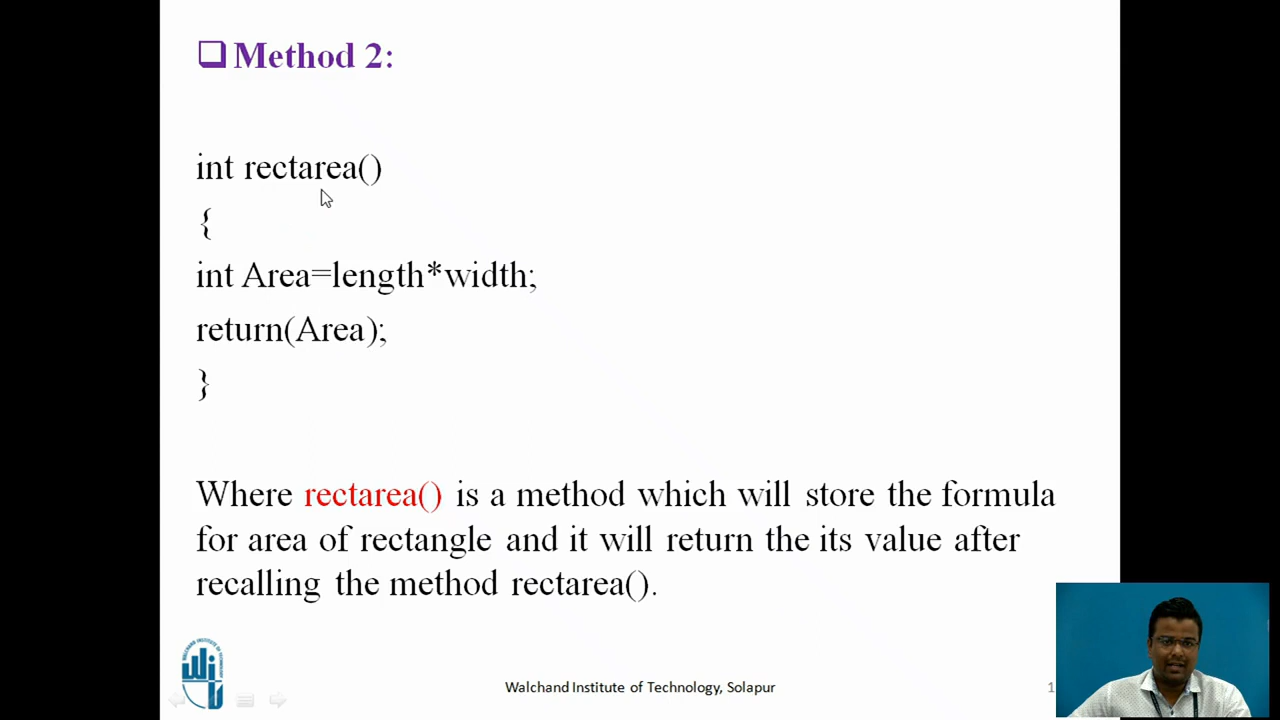 Method 2:
int rectarea()
{
int Area=length*width;
return(Area);
}
Where rectarea() is a method which will store the formula
for area of rectangle and it will return the its value after
recalling the method rectarea().
Walchand Institute of Technology, Solapur
1